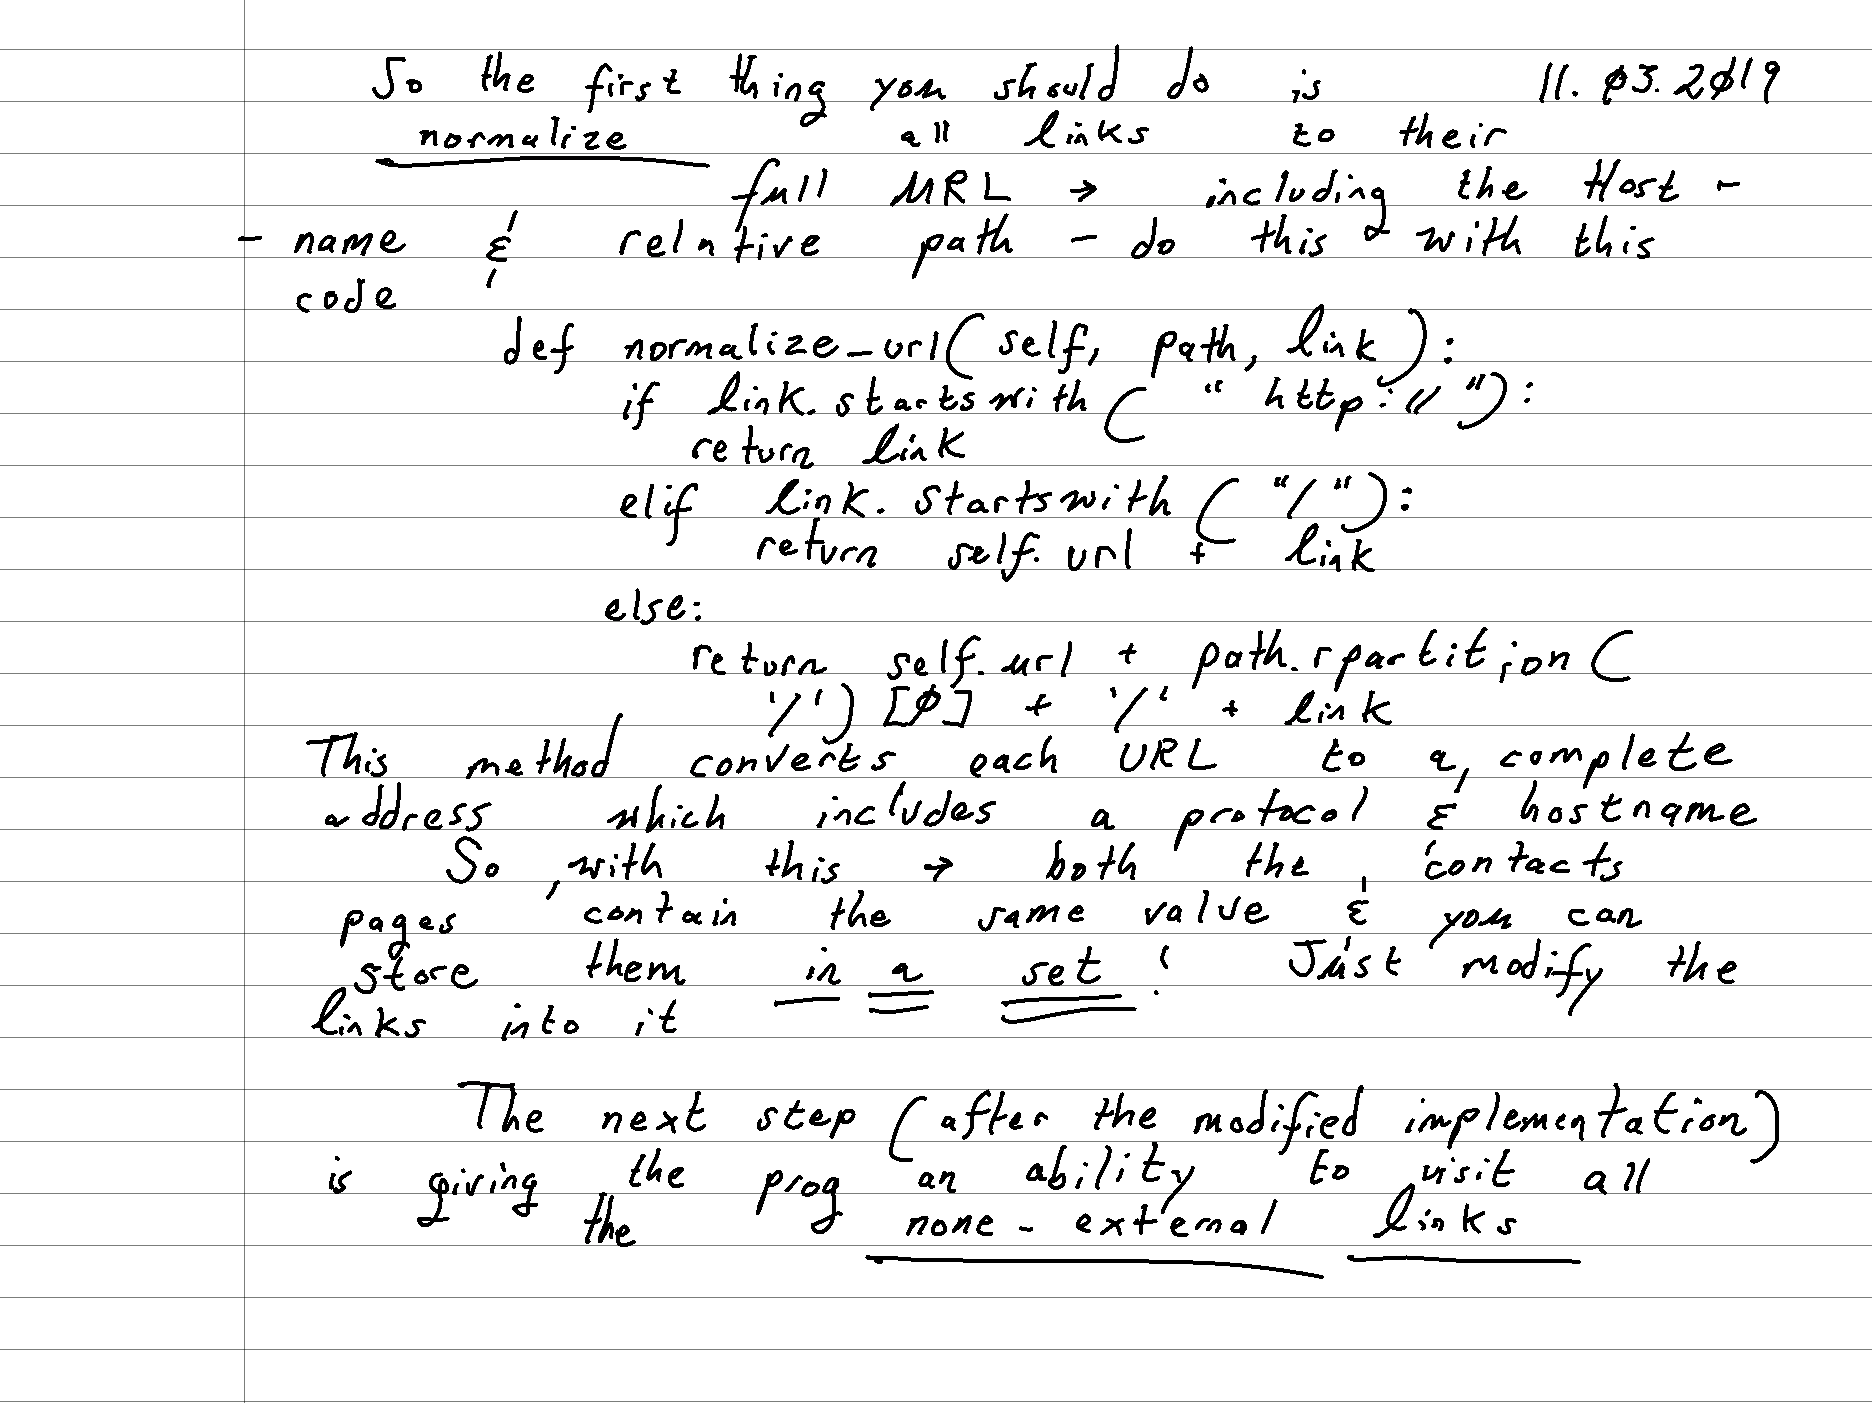 So the first thing you should do is 11. 03. 2019
normalize all links to their
full URL → including the Host -
- name & relative path - do this with this
code
def normalize_url( self, path, link ):
if link. startswith ( " http://"):
return link
elif link. startswith ( "/"):
return self. url + link
else:
return self. url + path. rpartition (
'/') [0] + '/' + link
This method converts each URL to a complete
address which includes a protocol & hostname
So with this → both the contacts
pages contain the same value & you can
store them in a set ! Just modify the
links into it
The next step ( after the modified implementation)
is giving the prog an ability to visit all
the none - external links